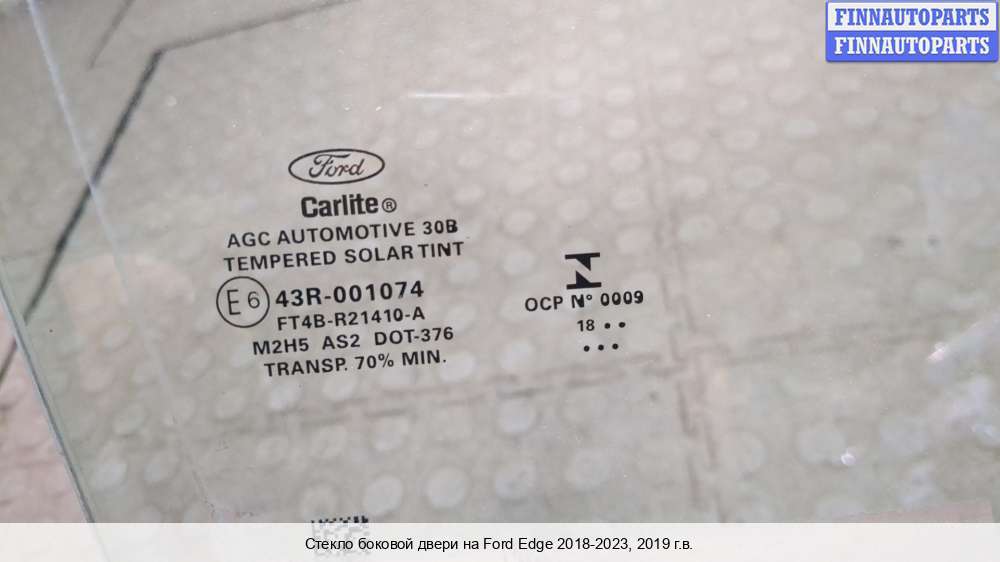 FINNAUTOPARTS
FINNAUTOPARTS
Ford
Carlite®
AGC AUTOMOTIVE 30B
TEMPERED SOLAR TINT
E6 43R-001074
FT4B-R21410-A
M2H5 AS2 DOT-376
TRANSP. 70% MIN.
OCP Nº 0009
18 • •
• • •
Стекло боковой двери на Ford Edge 2018-2023, 2019 г.в.